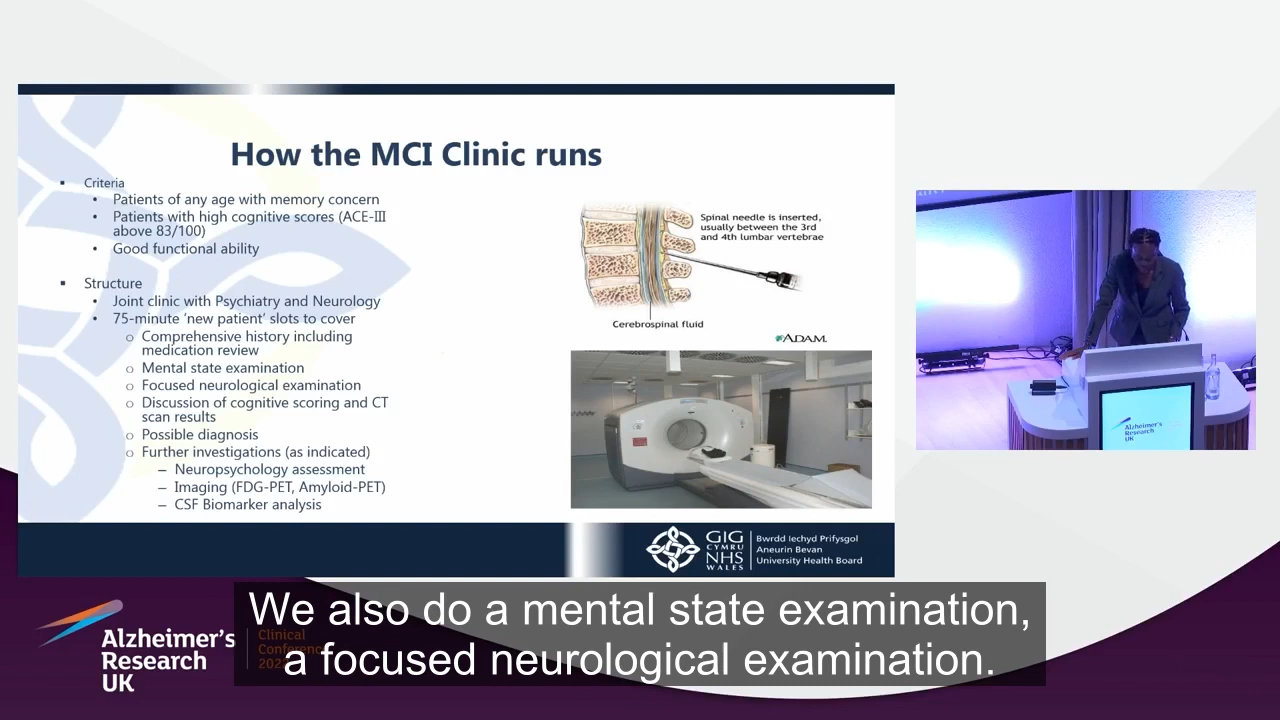 How the MCI Clinic runs
▪ Criteria
• Patients of any age with memory concern
• Patients with high cognitive scores (ACE-III
above 83/100)
• Good functional ability
▪ Structure
• Joint clinic with Psychiatry and Neurology
• 75-minute ‘new patient’ slots to cover
o Comprehensive history including
medication review
o Mental state examination
o Focused neurological examination
o Discussion of cognitive scoring and CT
scan results
o Possible diagnosis
o Further investigations (as indicated)
– Neuropsychology assessment
– Imaging (FDG-PET, Amyloid-PET)
– CSF Biomarker analysis
Spinal needle is inserted,
usually between the 3rd
and 4th lumbar vertebrae
Cerebrospinal fluid
ADAM.
GIG
CYMRU
NHS
WALES
Bwrdd Iechyd Prifysgol
Aneurin Bevan
University Health Board
Alzheimer's
Research
UK
Alzheimer's
Research
UK
Clinical
Conference
We also do a mental state examination,
a focused neurological examination.